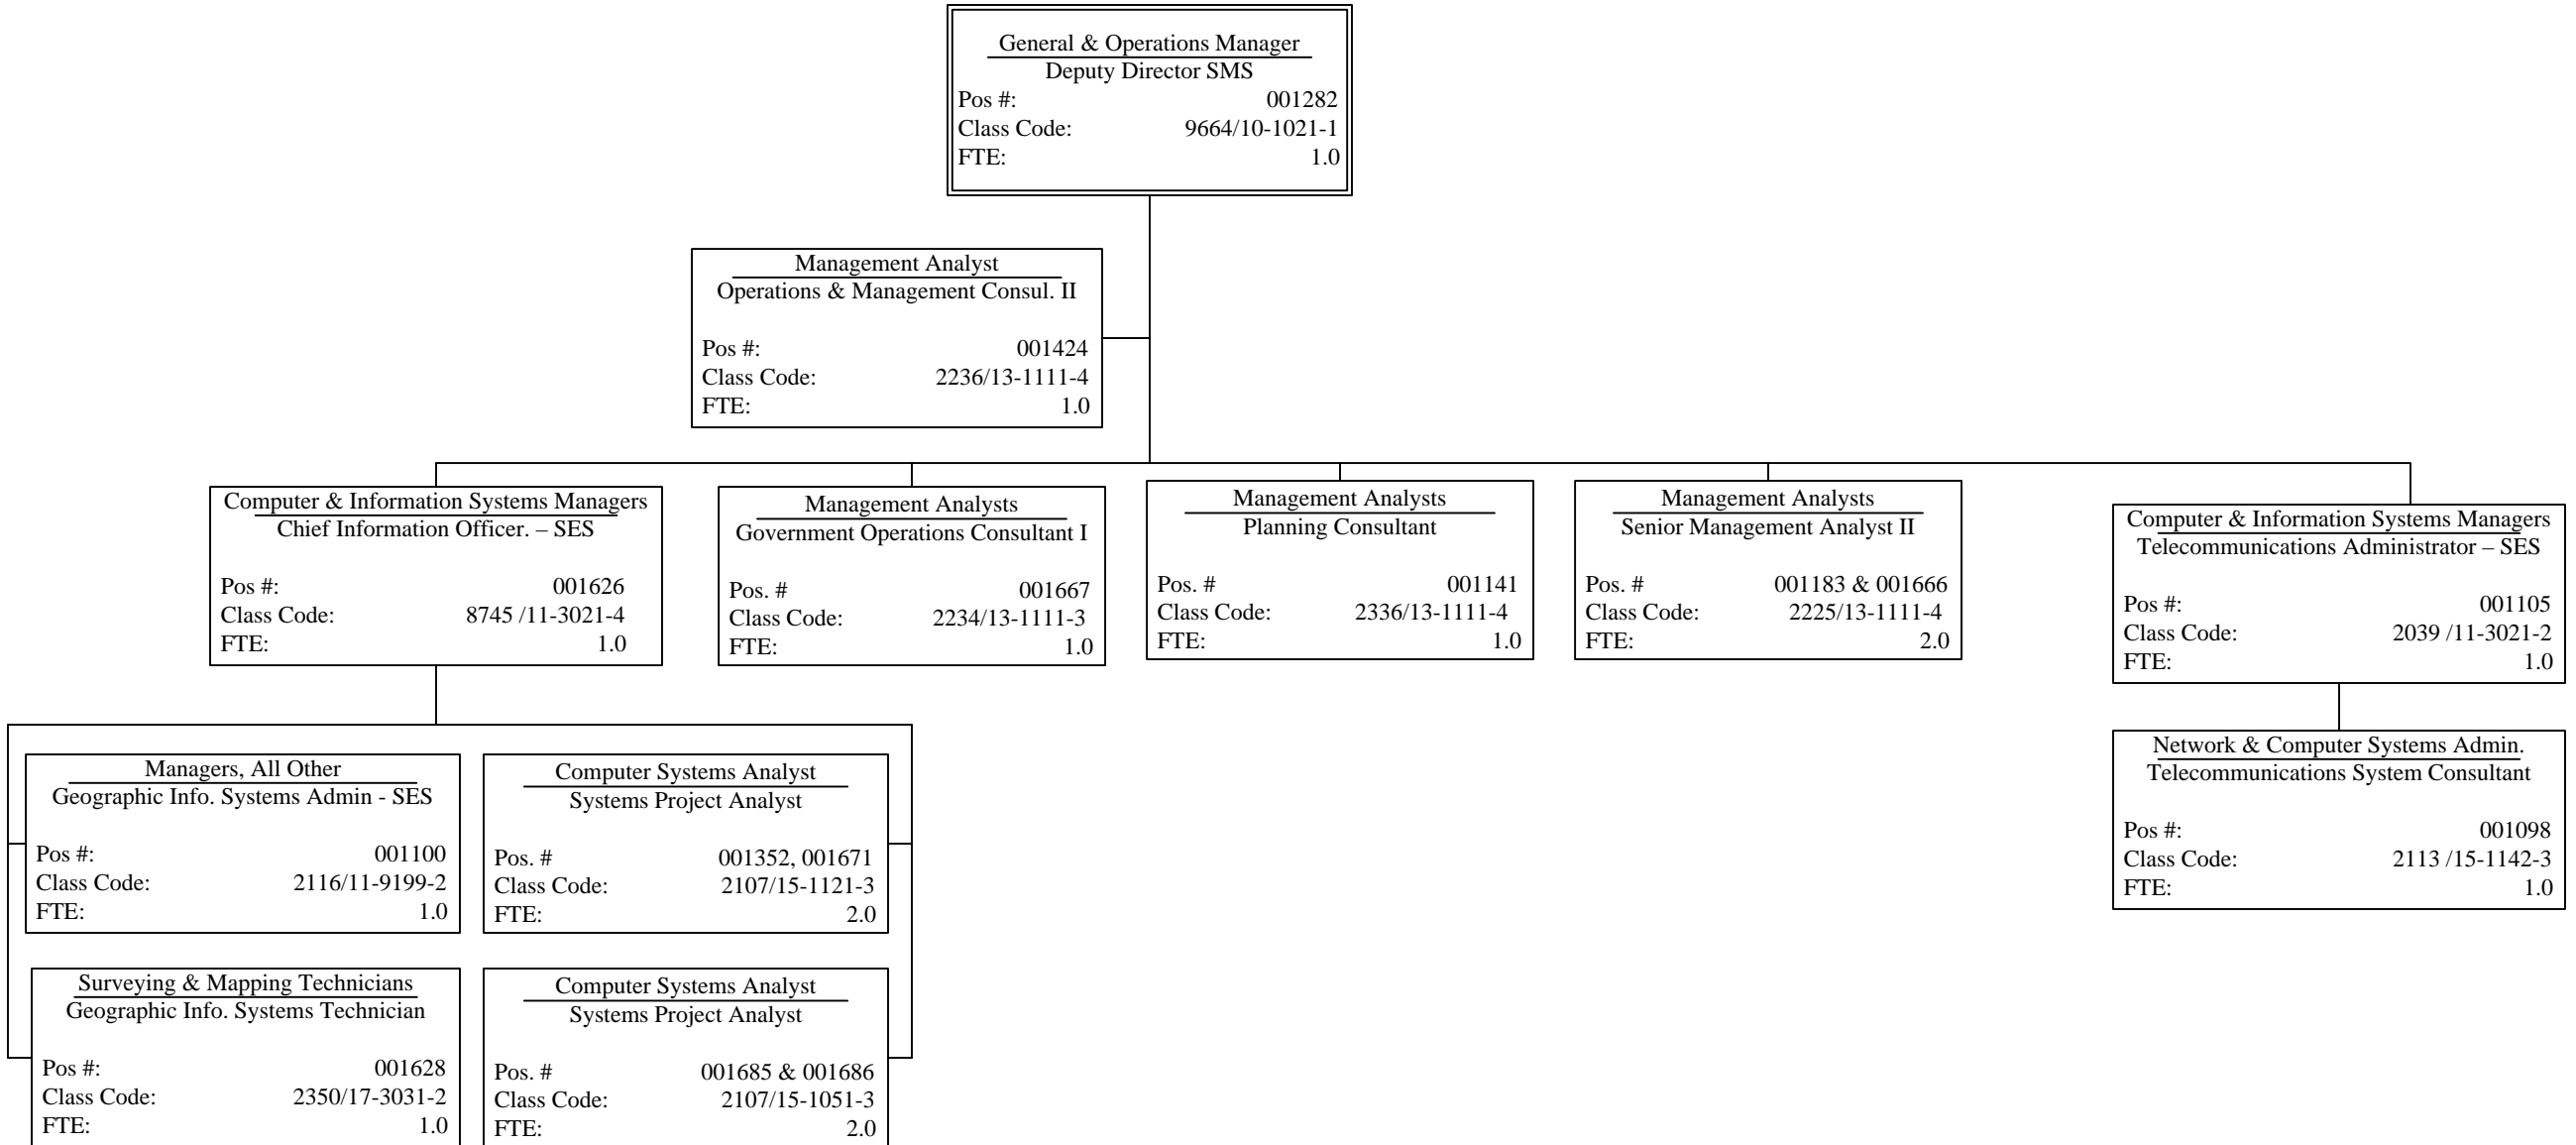 General & Operations Manager
Deputy Director SMS
Pos #: 001282
Class Code: 9664/10-1021-1
FTE: 1.0
Management Analyst
Operations & Management Consul. II
Pos #: 001424
Class Code: 2236/13-1111-4
FTE: 1.0
Computer & Information Systems Managers
Chief Information Officer. – SES
Pos #: 001626
Class Code: 8745 /11-3021-4
FTE: 1.0
Management Analysts
Government Operations Consultant I
Pos. # 001667
Class Code: 2234/13-1111-3
FTE: 1.0
Management Analysts
Planning Consultant
Pos. # 001141
Class Code: 2336/13-1111-4
FTE: 1.0
Management Analysts
Senior Management Analyst II
Pos. # 001183 & 001666
Class Code: 2225/13-1111-4
FTE: 2.0
Computer & Information Systems Managers
Telecommunications Administrator – SES
Pos #: 001105
Class Code: 2039 /11-3021-2
FTE: 1.0
Managers, All Other
Geographic Info. Systems Admin - SES
Pos #: 001100
Class Code: 2116/11-9199-2
FTE: 1.0
Computer Systems Analyst
Systems Project Analyst
Pos. # 001352, 001671
Class Code: 2107/15-1121-3
FTE: 2.0
Network & Computer Systems Admin.
Telecommunications System Consultant
Pos #: 001098
Class Code: 2113 /15-1142-3
FTE: 1.0
Surveying & Mapping Technicians
Geographic Info. Systems Technician
Pos #: 001628
Class Code: 2350/17-3031-2
FTE: 1.0
Computer Systems Analyst
Systems Project Analyst
Pos. # 001685 & 001686
Class Code: 2107/15-1051-3
FTE: 2.0